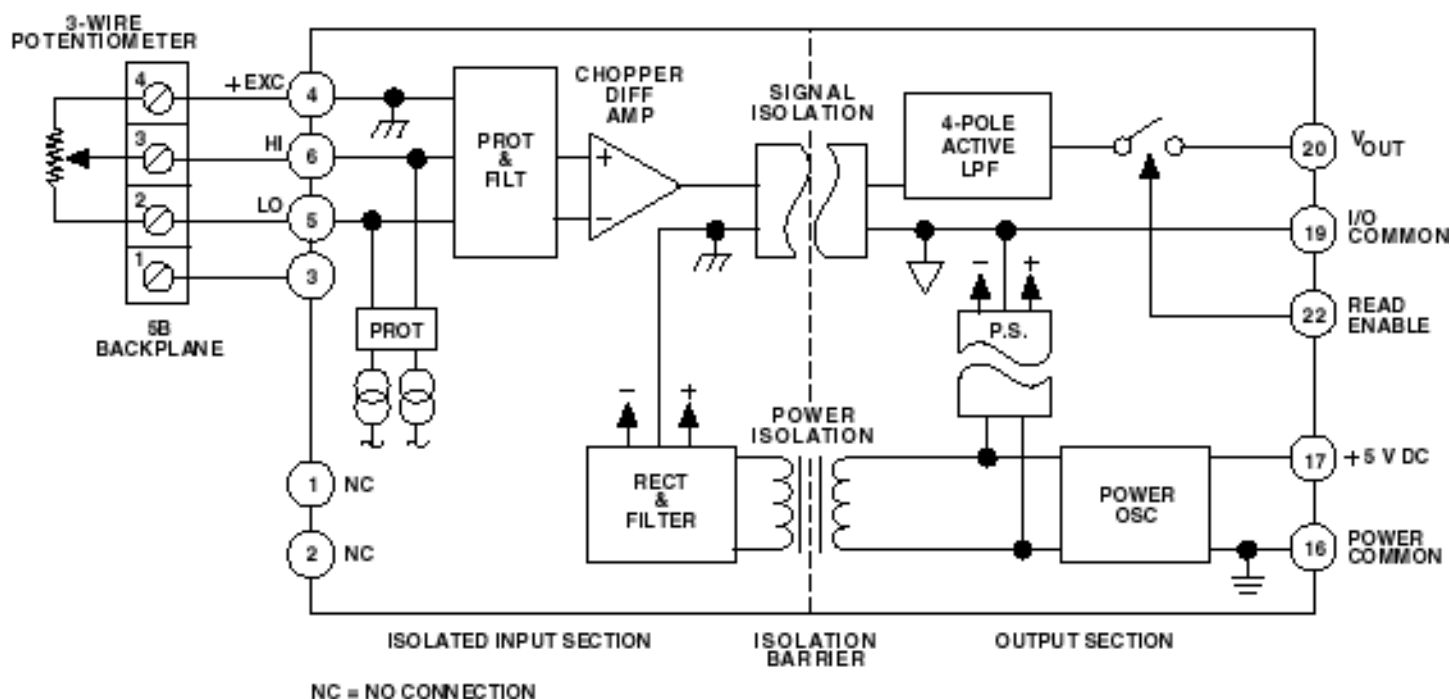 3-WIRE
POTENTIOMETER
4
3
2
1
5B
BACKPLANE
+EXC
4
HI
6
LO
5
3
1
NC
2
NC
PROT
&
FILT
PROT
CHOPPER
DIFF
AMP
+
−
SIGNAL
ISOLATION
4-POLE
ACTIVE
LPF
20
VOUT
19
I/O
COMMON
22
READ
ENABLE
− +
P.S.
− +
RECT
&
FILTER
POWER
ISOLATION
POWER
OSC
17
+5 V DC
16
POWER
COMMON
ISOLATED INPUT SECTION
ISOLATION
BARRIER
OUTPUT SECTION
NC = NO CONNECTION